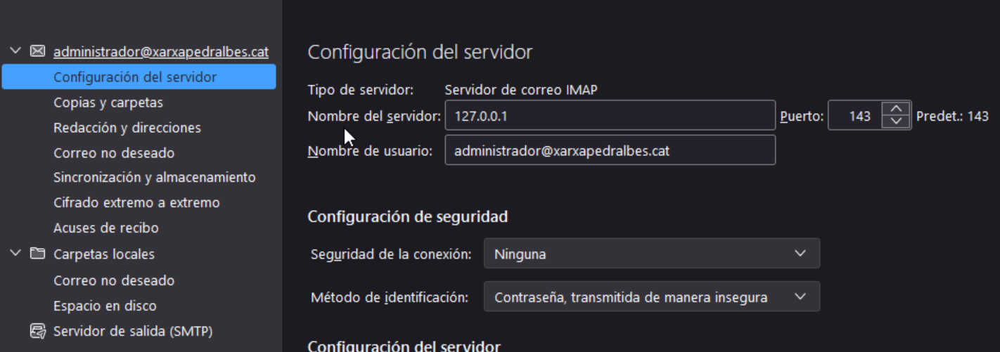 administrador@xarxapedralbes.cat
Configuración del servidor
Copias y carpetas
Redacción y direcciones
Correo no deseado
Sincronización y almacenamiento
Cifrado extremo a extremo
Acuses de recibo
Carpetas locales
Correo no deseado
Espacio en disco
Servidor de salida (SMTP)
Configuración del servidor
Tipo de servidor: Servidor de correo IMAP
Nombre del servidor: 127.0.0.1 Puerto: 143 Predet.: 143
Nombre de usuario: administrador@xarxapedralbes.cat
Configuración de seguridad
Seguridad de la conexión: Ninguna
Método de identificación: Contraseña, transmitida de manera insegura
Configuración del servidor